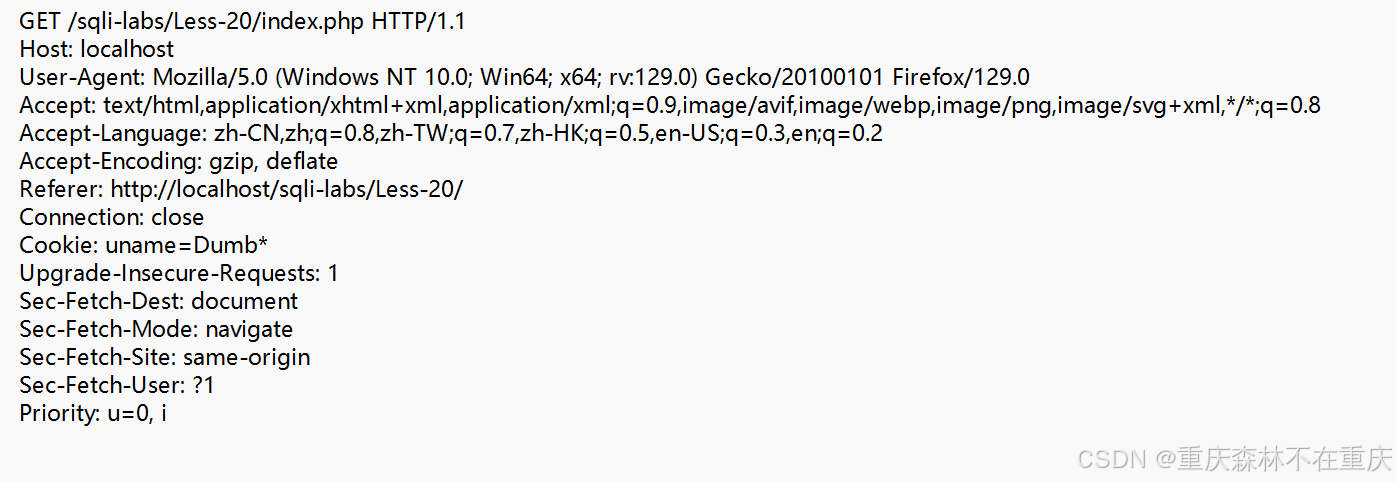 GET /sqli-labs/Less-20/index.php HTTP/1.1
Host: localhost
User-Agent: Mozilla/5.0 (Windows NT 10.0; Win64; x64; rv:129.0) Gecko/20100101 Firefox/129.0
Accept: text/html,application/xhtml+xml,application/xml;q=0.9,image/avif,image/webp,image/png,image/svg+xml,*/*;q=0.8
Accept-Language: zh-CN,zh;q=0.8,zh-TW;q=0.7,zh-HK;q=0.5,en-US;q=0.3,en;q=0.2
Accept-Encoding: gzip, deflate
Referer: http://localhost/sqli-labs/Less-20/
Connection: close
Cookie: uname=Dumb*
Upgrade-Insecure-Requests: 1
Sec-Fetch-Dest: document
Sec-Fetch-Mode: navigate
Sec-Fetch-Site: same-origin
Sec-Fetch-User: ?1
Priority: u=0, i
CSDN @重庆森林不在重庆